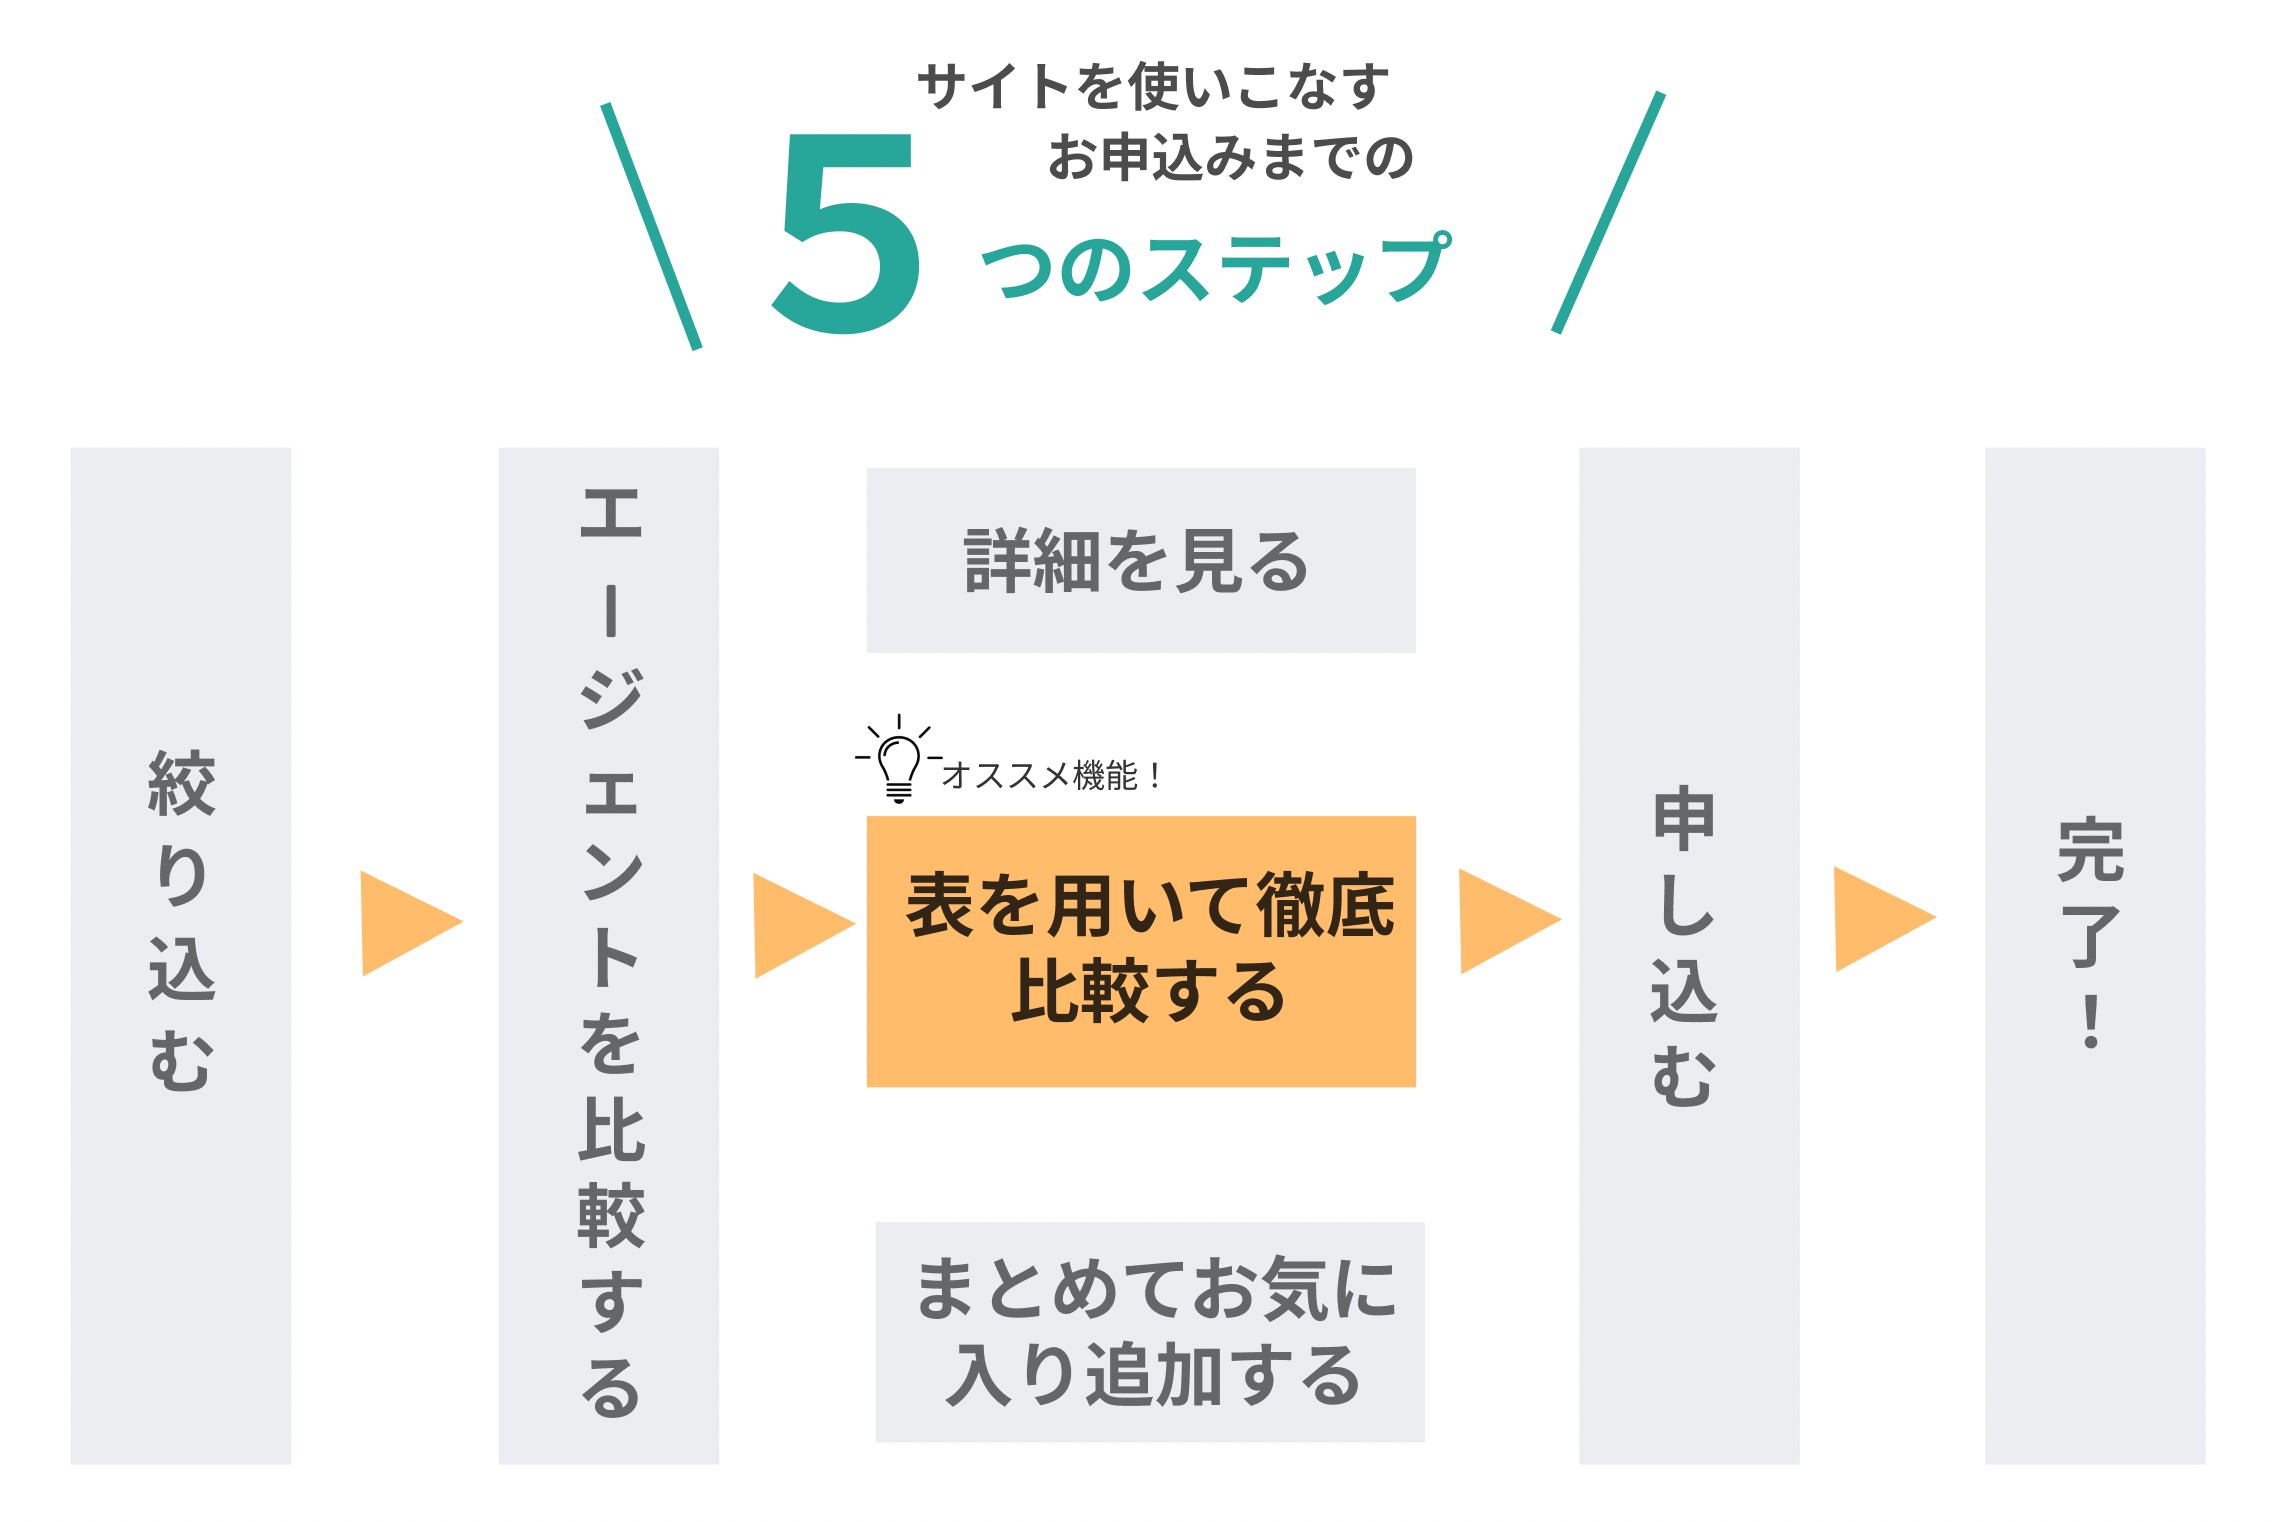 サイトを使いこなす
お申込みまでの
5つのステップ
絞り込む
エージェントを比較する
詳細を見る
オススメ機能！
表を用いて徹底
比較する
まとめてお気に
入り追加する
申し込む
完了！